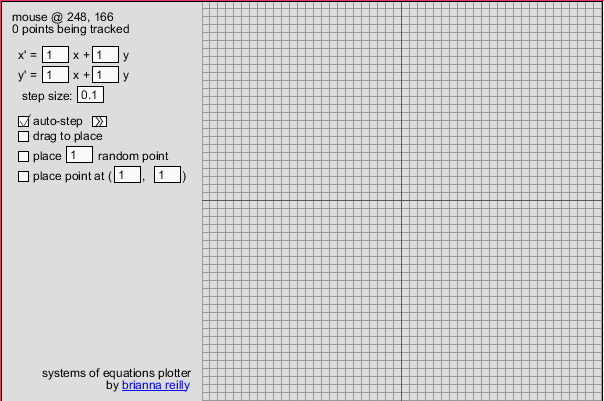 mouse @ 248, 166
0 points being tracked
x' = 1 x + 1 y
y' = 1 x + 1 y
step size: 0.1
auto-step
drag to place
place 1 random point
place point at ( 1 , 1 )
systems of equations plotter
by brianna reilly